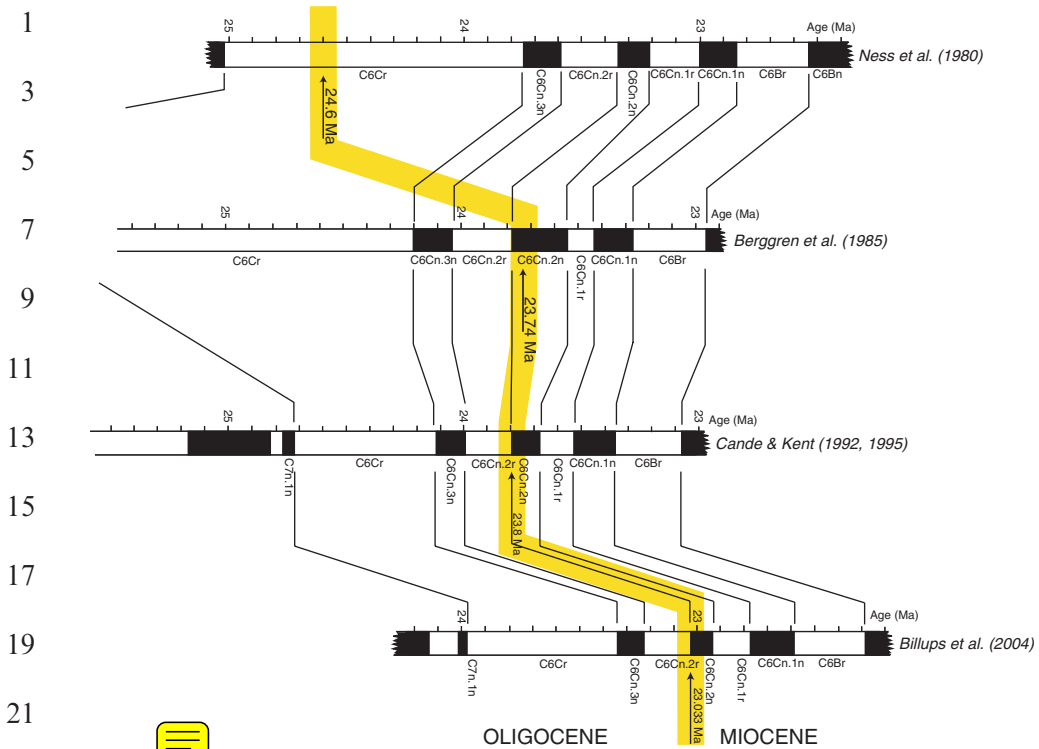 1
25
24
23
Age (Ma)
Ness et al. (1980)
C6Cr
C6Cn.3n
C6Cn.2r
C6Cn.2n
C6Cn.1r
C6Cn.1n
C6Br
C6Bn
3
24.6 Ma
5
7
25
24
23
Age (Ma)
Berggren et al. (1985)
C6Cr
C6Cn.3n
C6Cn.2r
C6Cn.2n
C6Cn.1r
C6Cn.1n
C6Br
9
23.74 Ma
11
13
25
24
23
Age (Ma)
Cande & Kent (1992, 1995)
C7n.1n
C6Cr
C6Cn.3n
C6Cn.2r
C6Cn.2n
C6Cn.1r
C6Cn.1n
C6Br
15
23.8 Ma
17
19
24
23
Age (Ma)
Billups et al. (2004)
C7n.1n
C6Cr
C6Cn.3n
C6Cn.2r
C6Cn.2n
C6Cn.1r
C6Cn.1n
C6Br
23.033 Ma
21
OLIGOCENE
MIOCENE